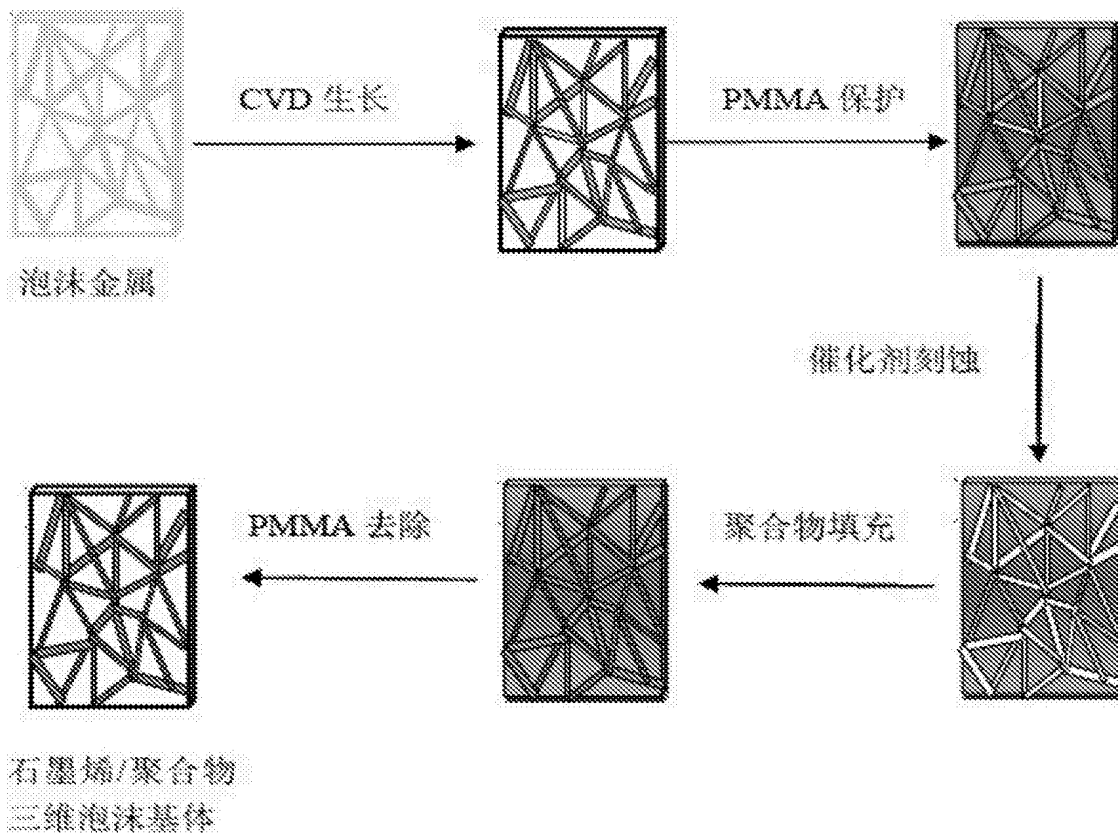 CVD 生长
PMMA 保护
泡沫金属
催化剂刻蚀
聚合物填充
PMMA 去除
石墨烯/聚合物
三维泡沫基体